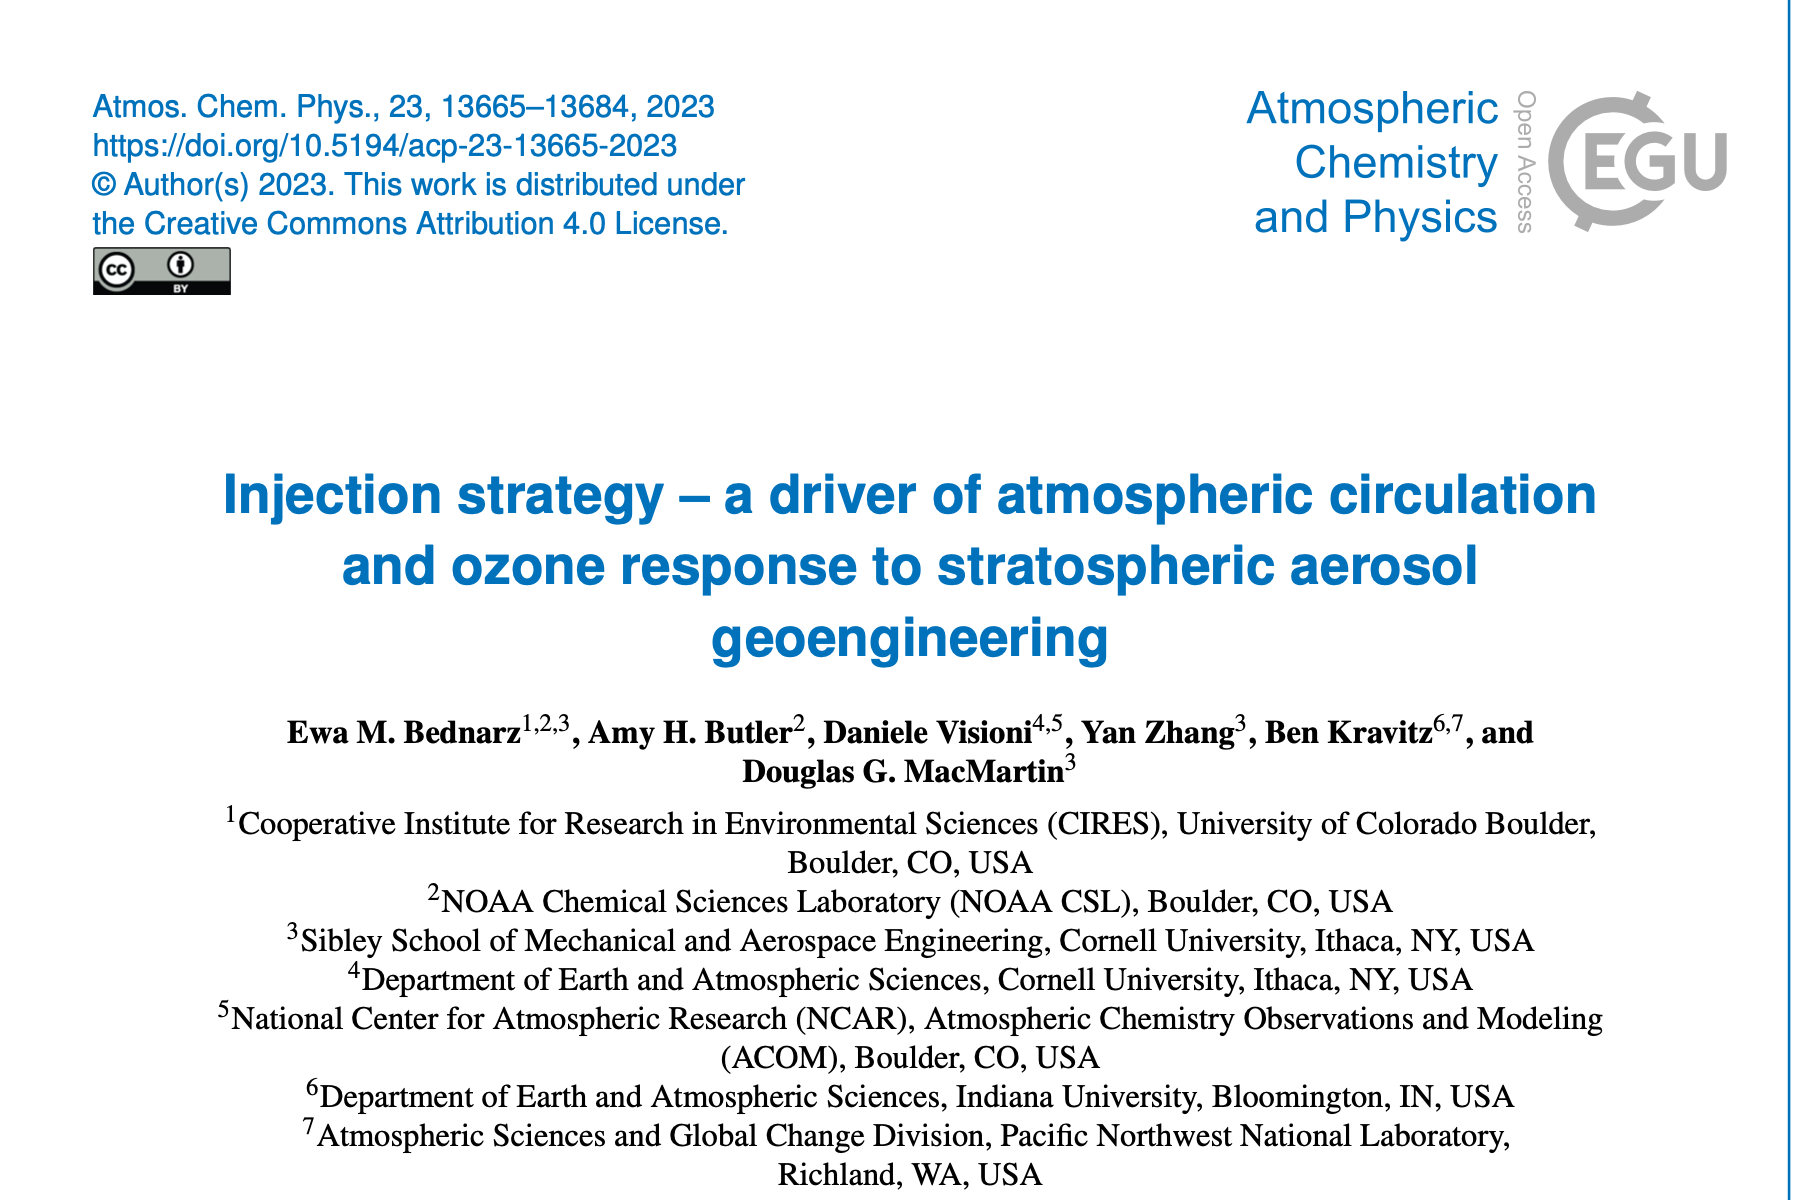 Atmos. Chem. Phys., 23, 13665–13684, 2023
https://doi.org/10.5194/acp-23-13665-2023
© Author(s) 2023. This work is distributed under
the Creative Commons Attribution 4.0 License.
cc
BY
Atmospheric
Chemistry
and Physics
Open Access
EGU
Injection strategy – a driver of atmospheric circulation
and ozone response to stratospheric aerosol
geoengineering
Ewa M. Bednarz1,2,3, Amy H. Butler2, Daniele Visioni4,5, Yan Zhang3, Ben Kravitz6,7, and
Douglas G. MacMartin3
1Cooperative Institute for Research in Environmental Sciences (CIRES), University of Colorado Boulder,
Boulder, CO, USA
2NOAA Chemical Sciences Laboratory (NOAA CSL), Boulder, CO, USA
3Sibley School of Mechanical and Aerospace Engineering, Cornell University, Ithaca, NY, USA
4Department of Earth and Atmospheric Sciences, Cornell University, Ithaca, NY, USA
5National Center for Atmospheric Research (NCAR), Atmospheric Chemistry Observations and Modeling
(ACOM), Boulder, CO, USA
6Department of Earth and Atmospheric Sciences, Indiana University, Bloomington, IN, USA
7Atmospheric Sciences and Global Change Division, Pacific Northwest National Laboratory,
Richland, WA, USA